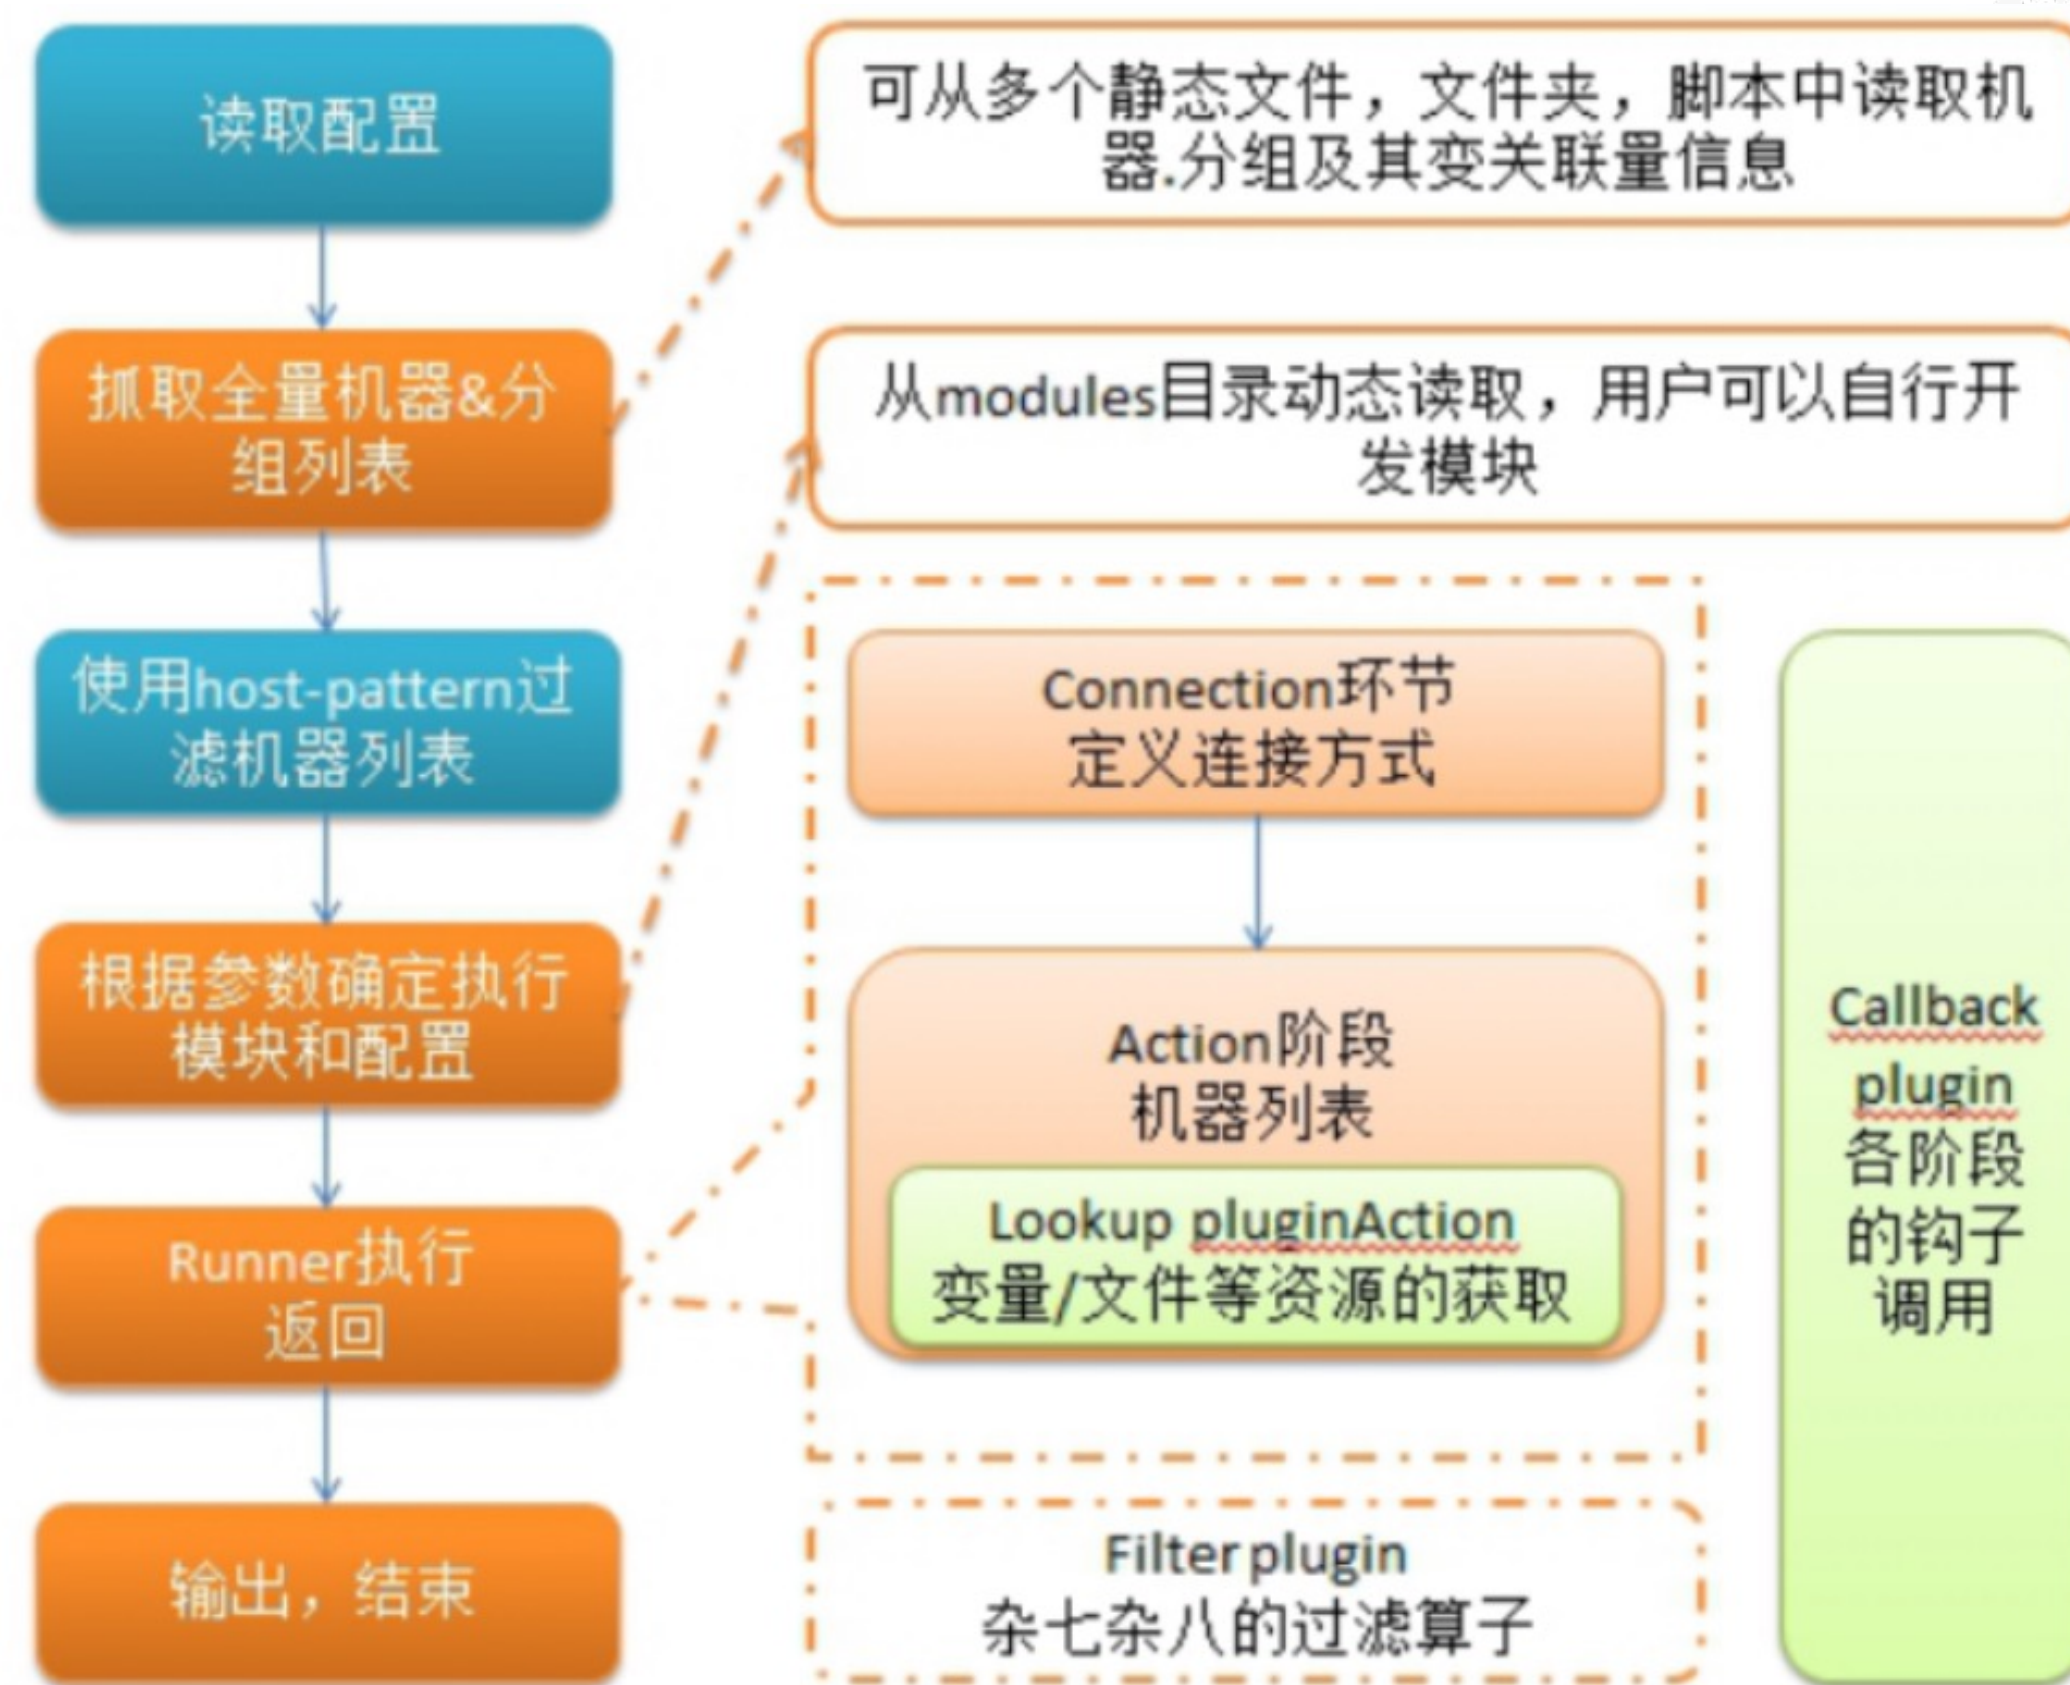 读取配置
抓取全量机器&分
组列表
使用host-pattern过
滤机器列表
根据参数确定执行
模块和配置
Runner执行
返回
输出，结束
可从多个静态文件，文件夹，脚本中读取机
器.分组及其变关联量信息
从modules目录动态读取，用户可以自行开
发模块
Connection环节
定义连接方式
Action阶段
机器列表
Lookup pluginAction
变量/文件等资源的获取
Filter plugin
杂七杂八的过滤算子
Callback
plugin
各阶段
的钩子
调用